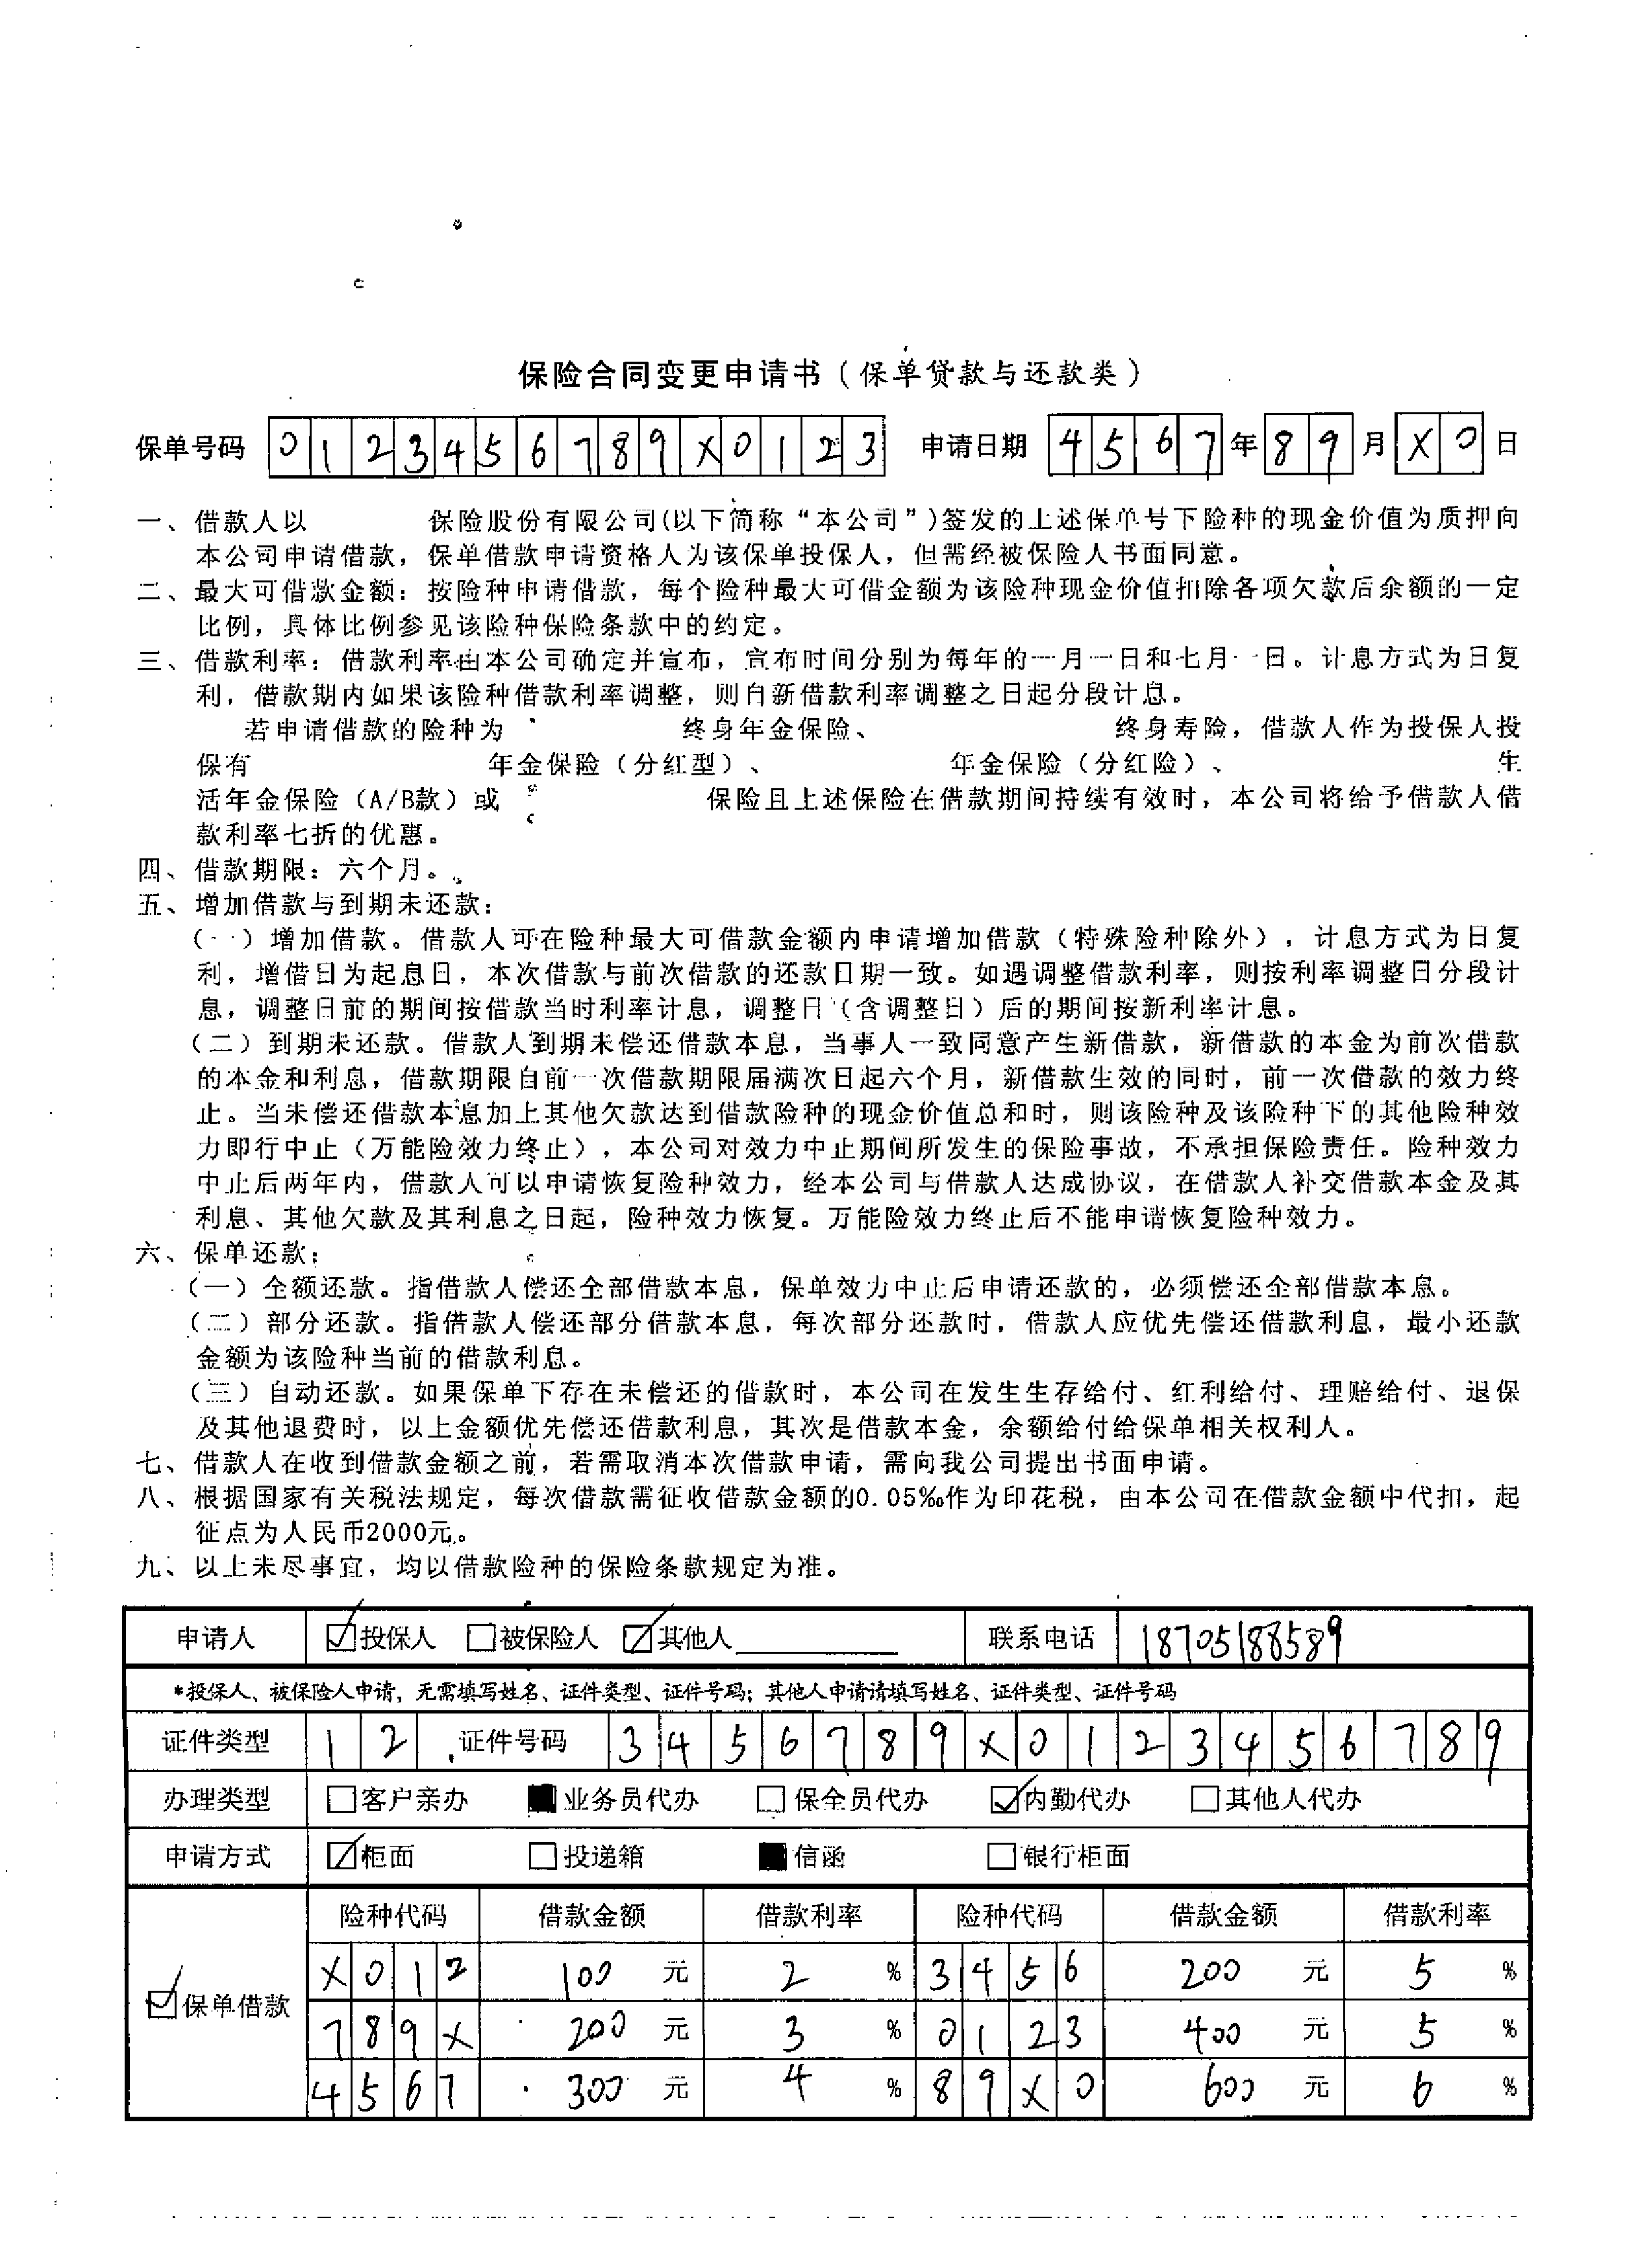 保险合同变更申请书（保单贷款与还款类）
保单号码 0 1 2 3 4 5 6 7 8 9 X 0 1 2 3 申请日期 4 5 6 7 年 8 9 月 X 0 日
一、借款人以 保险股份有限公司(以下简称“本公司”)签发的上述保单号下险种的现金价值为质押向
本公司申请借款，保单借款申请资格人为该保单投保人，但需经被保险人书面同意。
二、最大可借款金额：按险种申请借款，每个险种最大可借金额为该险种现金价值扣除各项欠款后余额的一定
比例，具体比例参见该险种保险条款中的约定。
三、借款利率：借款利率由本公司确定并宣布，宣布时间分别为每年的一月一日和七月一日。计息方式为日复
利，借款期内如果该险种借款利率调整，则自新借款利率调整之日起分段计息。
若申请借款的险种为 终身年金保险、 终身寿险，借款人作为投保人投
保有 年金保险（分红型）、 年金保险（分红险）、 生
活年金保险（A/B款）或 保险且上述保险在借款期间持续有效时，本公司将给予借款人借
款利率七折的优惠。
四、借款期限：六个月。
五、增加借款与到期未还款：
（一）增加借款。借款人可在险种最大可借款金额内申请增加借款（特殊险种除外），计息方式为日复
利，增借日为起息日，本次借款与前次借款的还款日期一致。如遇调整借款利率，则按利率调整日分段计
息，调整日前的期间按借款当时利率计息，调整日（含调整日）后的期间按新利率计息。
（二）到期未还款。借款人到期未偿还借款本息，当事人一致同意产生新借款，新借款的本金为前次借款
的本金和利息，借款期限自前一次借款期限届满次日起六个月，新借款生效的同时，前一次借款的效力终
止。当未偿还借款本息加上其他欠款达到借款险种的现金价值总和时，则该险种及该险种下的其他险种效
力即行中止（万能险效力终止），本公司对效力中止期间所发生的保险事故，不承担保险责任。险种效力
中止后两年内，借款人可以申请恢复险种效力，经本公司与借款人达成协议，在借款人补交借款本金及其
利息、其他欠款及其利息之日起，险种效力恢复。万能险效力终止后不能申请恢复险种效力。
六、保单还款：
（一）全额还款。指借款人偿还全部借款本息，保单效力中止后申请还款的，必须偿还全部借款本息。
（二）部分还款。指借款人偿还部分借款本息，每次部分还款时，借款人应优先偿还借款利息，最小还款
金额为该险种当前的借款利息。
（三）自动还款。如果保单下存在未偿还的借款时，本公司在发生生存给付、红利给付、理赔给付、退保
及其他退费时，以上金额优先偿还借款利息，其次是借款本金，余额给付给保单相关权利人。
七、借款人在收到借款金额之前，若需取消本次借款申请，需向我公司提出书面申请。
八、根据国家有关税法规定，每次借款需征收借款金额的0.05‰作为印花税，由本公司在借款金额中代扣，起
征点为人民币2000元。
九、以上未尽事宜，均以借款险种的保险条款规定为准。
申请人 ☑投保人 □被保险人 ☑其他人 联系电话 18705188589
*投保人、被保险人申请，无需填写姓名、证件类型、证件号码；其他人申请请填写姓名、证件类型、证件号码
证件类型 1 2 证件号码 3 4 5 6 7 8 9 X 0 1 2 3 4 5 6 7 8 9
办理类型 □客户亲办 ■业务员代办 □保全员代办 ☑内勤代办 □其他人代办
申请方式 ☑柜面 □投递箱 ■信函 □银行柜面
险种代码 借款金额 借款利率 险种代码 借款金额 借款利率
X 0 1 2 100 元 2 % 3 4 5 6 200 元 5 %
☑保单借款
7 8 9 X 200 元 3 % 0 1 2 3 400 元 5 %
4 5 6 7 300 元 4 % 8 9 X 0 600 元 6 %